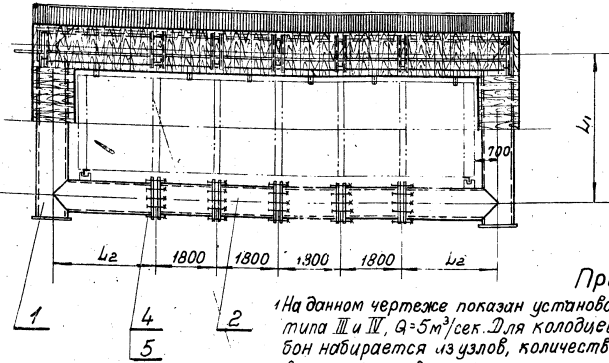 L1
700
L2 1800 1800 1800 1800 L2
1 4 2
5
Пр
1 На данном чертеже показан установо
типа III и IV, Q=5м³/сек. Для колодцев
бон набирается из узлов, количеств